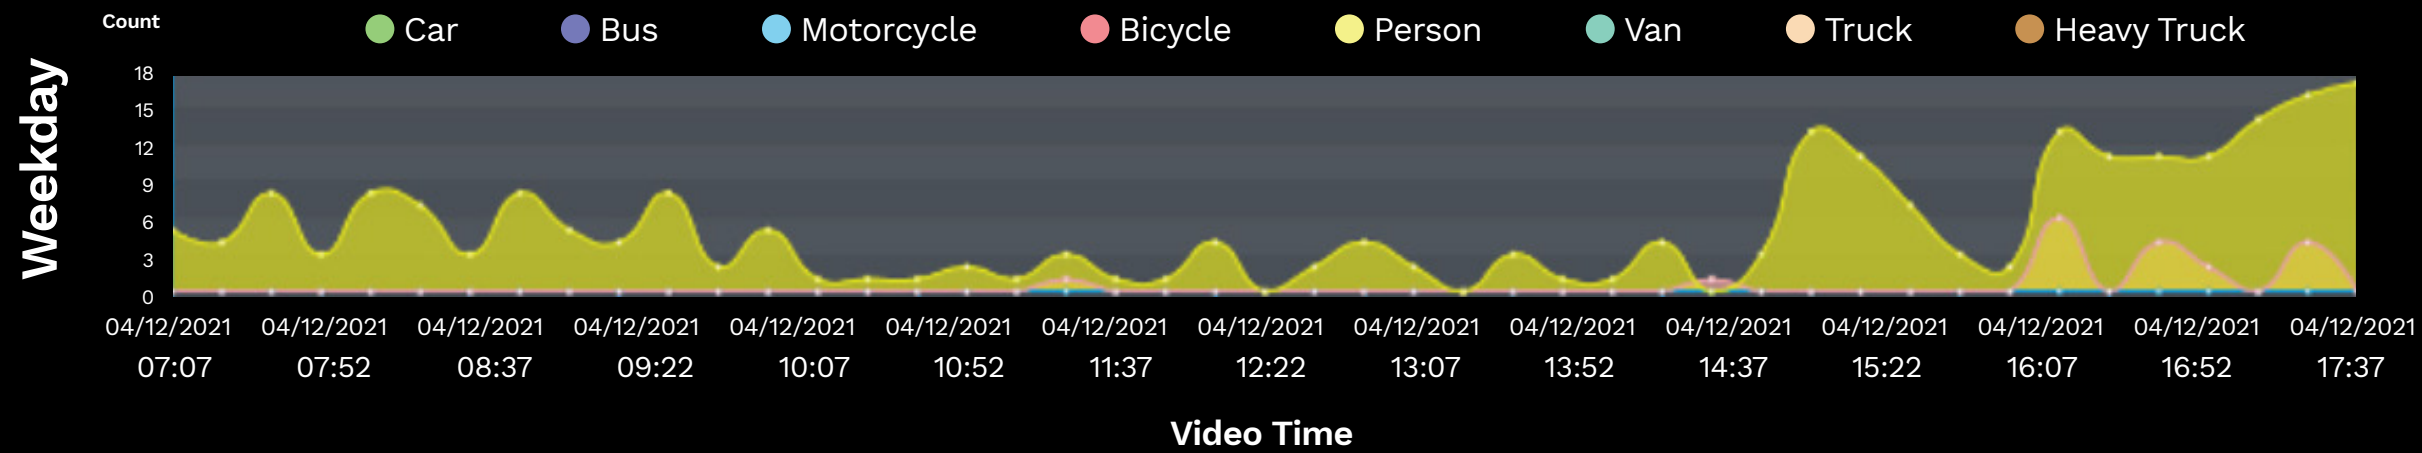 Count
Car Bus Motorcycle Bicycle Person Van Truck Heavy Truck
Weekday
18
15
12
9
6
3
0
04/12/2021 04/12/2021 04/12/2021 04/12/2021 04/12/2021 04/12/2021 04/12/2021 04/12/2021 04/12/2021 04/12/2021 04/12/2021 04/12/2021 04/12/2021 04/12/2021 04/12/2021
07:07 07:52 08:37 09:22 10:07 10:52 11:37 12:22 13:07 13:52 14:37 15:22 16:07 16:52 17:37
Video Time